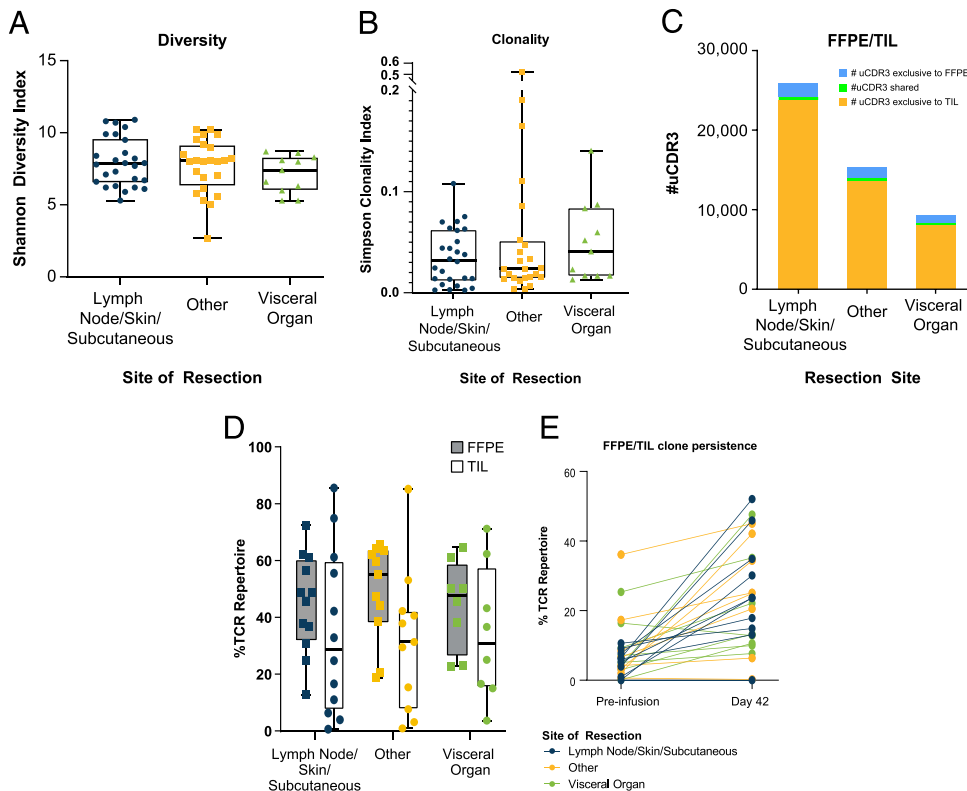 A
Diversity
Shannon Diversity Index
15
10
5
0
Lymph
Node/Skin/
Subcutaneous
Other
Visceral
Organ
Site of Resection
B
Clonality
Simpson Clonality Index
0.6
0.5
0.2
0.1
0.0
Lymph
Node/Skin/
Subcutaneous
Other
Visceral
Organ
Site of Resection
C
FFPE/TIL
# uCDR3 exclusive to FFPE
#uCDR3 shared
# uCDR3 exclusive to TIL
#uCDR3
30,000
20,000
10,000
0
Lymph
Node/Skin/
Subcutaneous
Other
Visceral
Organ
Resection Site
D
FFPE
TIL
%TCR Repertoire
100
80
60
40
20
0
Lymph Node/
Skin/
Subcutaneous
Other
Visceral
Organ
E
FFPE/TIL clone persistence
% TCR Repertoire
60
40
20
0
Pre-infusion
Day 42
Site of Resection
Lymph Node/Skin/Subcutaneous
Other
Visceral Organ